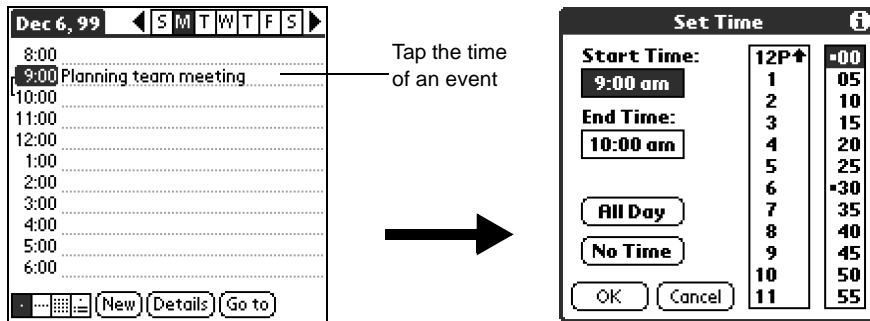 Dec 6, 99 S M T W T F S
8:00
9:00 Planning team meeting
10:00
11:00
12:00
1:00
2:00
3:00
4:00
5:00
6:00
New Details Go to
Tap the time
of an event
Set Time
Start Time:
9:00 am
End Time:
10:00 am
All Day
No Time
OK Cancel
12P
1
2
3
4
5
6
7
8
9
10
11
00
05
10
15
20
25
30
35
40
45
50
55